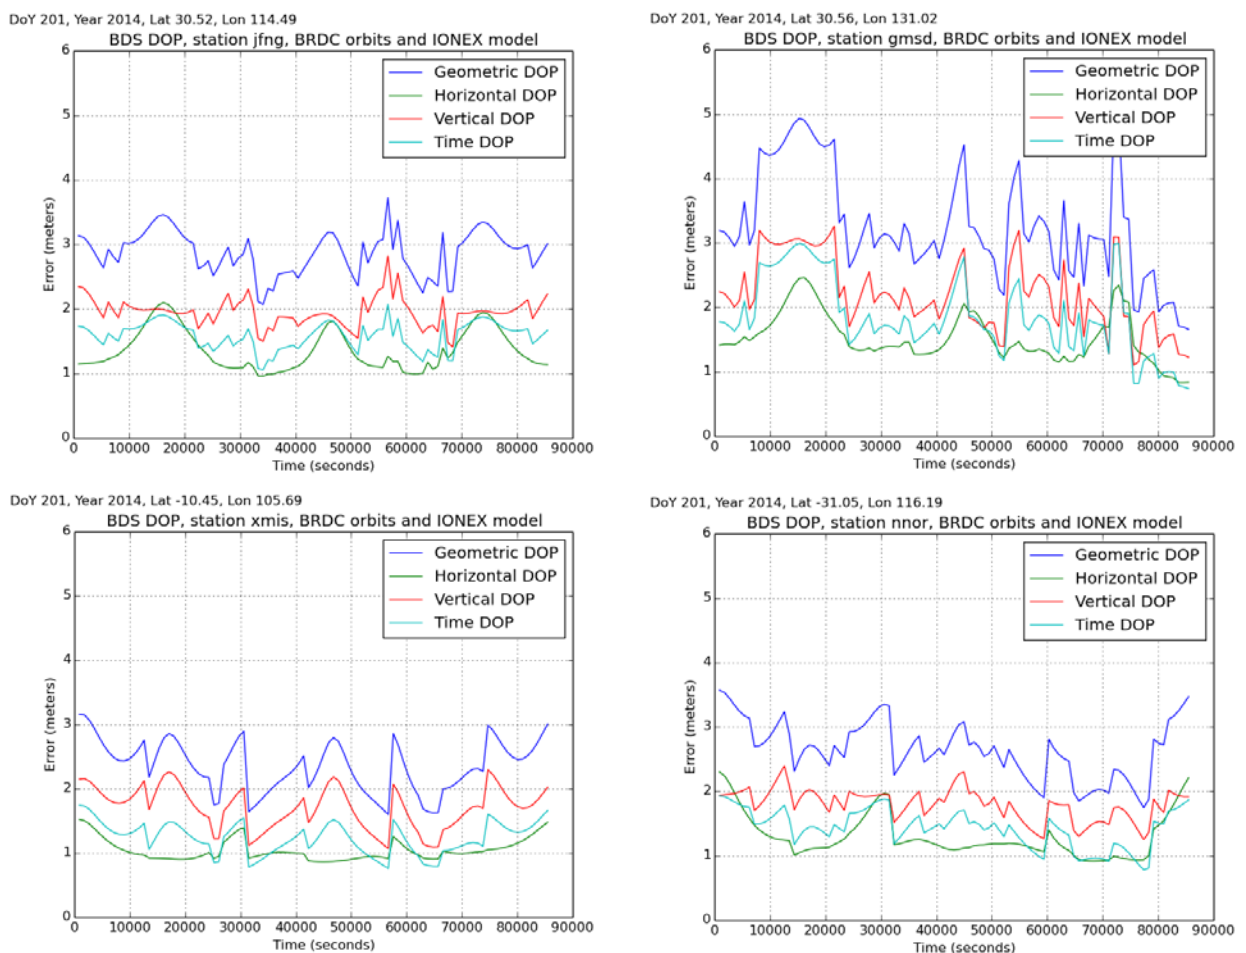 DoY 201, Year 2014, Lat 30.52, Lon 114.49
BDS DOP, station jfng, BRDC orbits and IONEX model
Geometric DOP
Horizontal DOP
Vertical DOP
Time DOP
6
5
4
3
2
1
0
Error (meters)
0 10000 20000 30000 40000 50000 60000 70000 80000 90000
Time (seconds)
DoY 201, Year 2014, Lat 30.56, Lon 131.02
BDS DOP, station gmsd, BRDC orbits and IONEX model
Geometric DOP
Horizontal DOP
Vertical DOP
Time DOP
6
5
4
3
2
1
0
Error (meters)
0 10000 20000 30000 40000 50000 60000 70000 80000 90000
Time (seconds)
DoY 201, Year 2014, Lat -10.45, Lon 105.69
BDS DOP, station xmis, BRDC orbits and IONEX model
Geometric DOP
Horizontal DOP
Vertical DOP
Time DOP
6
5
4
3
2
1
0
Error (meters)
0 10000 20000 30000 40000 50000 60000 70000 80000 90000
Time (seconds)
DoY 201, Year 2014, Lat -31.05, Lon 116.19
BDS DOP, station nnor, BRDC orbits and IONEX model
Geometric DOP
Horizontal DOP
Vertical DOP
Time DOP
6
5
4
3
2
1
0
Error (meters)
0 10000 20000 30000 40000 50000 60000 70000 80000 90000
Time (seconds)